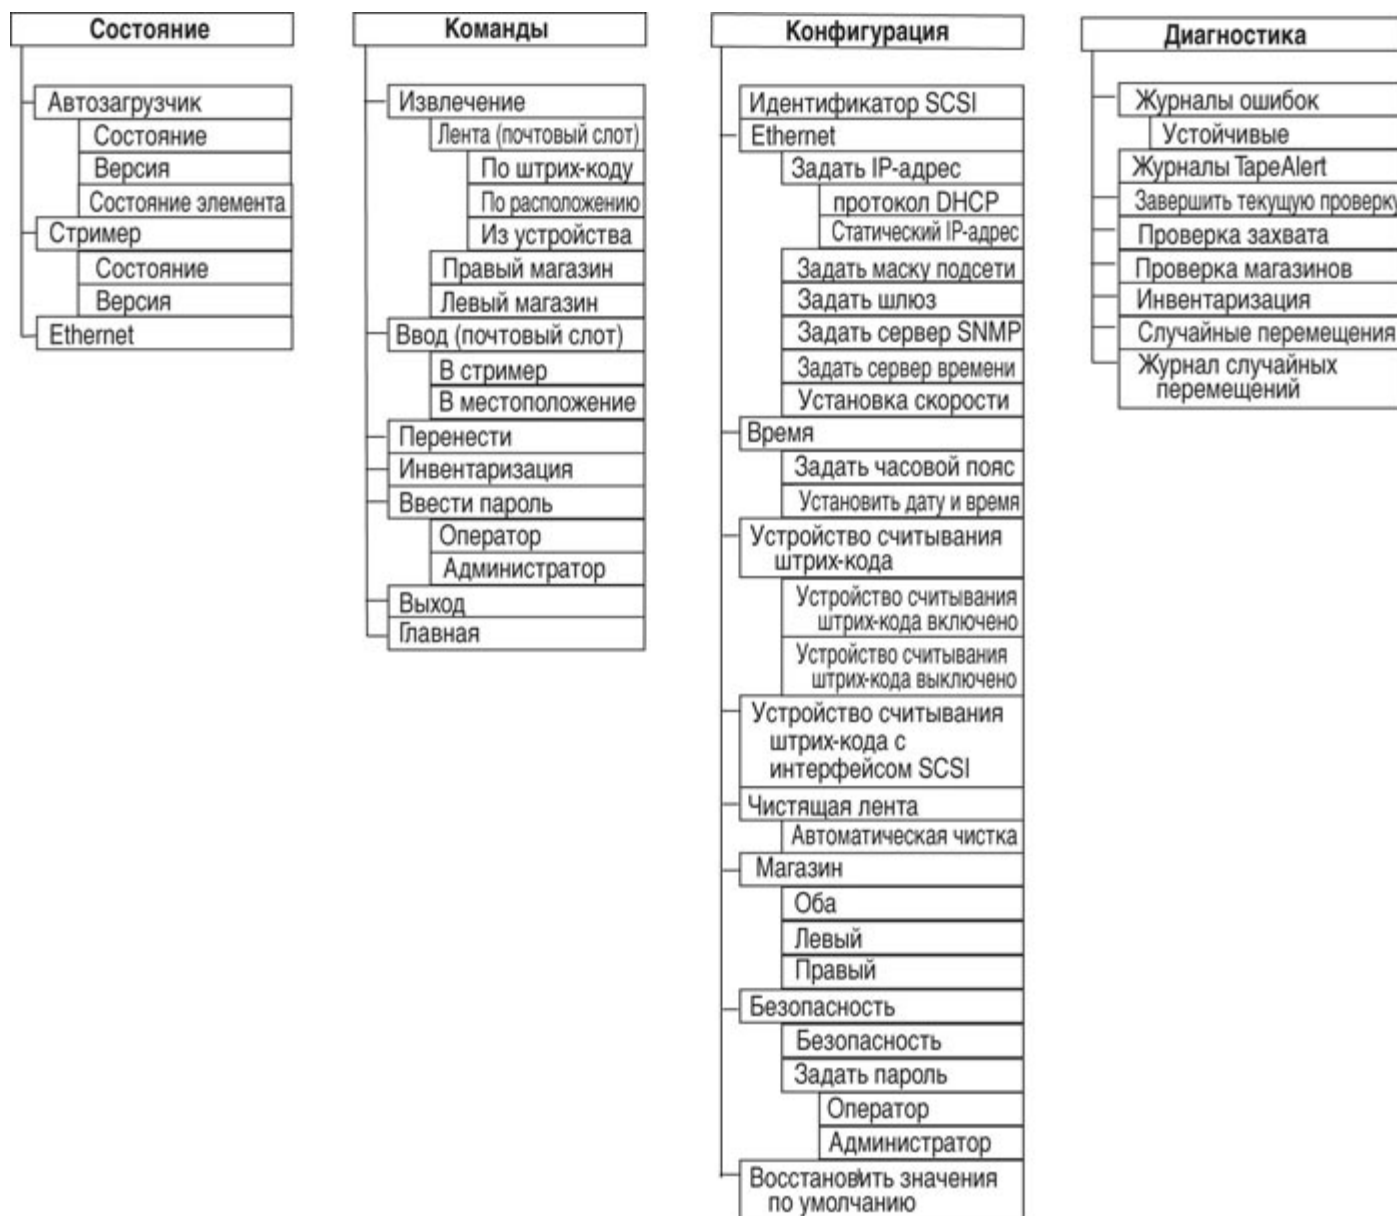 Состояние
Автозагрузчик
Состояние
Версия
Состояние элемента
Стример
Состояние
Версия
Ethernet
Команды
Извлечение
Лента (почтовый слот)
По штрих-коду
По расположению
Из устройства
Правый магазин
Левый магазин
Ввод (почтовый слот)
В стример
В местоположение
Перенести
Инвентаризация
Ввести пароль
Оператор
Администратор
Выход
Главная
Конфигурация
Идентификатор SCSI
Ethernet
Задать IP-адрес
протокол DHCP
Статический IP-адрес
Задать маску подсети
Задать шлюз
Задать сервер SNMP
Задать сервер времени
Установка скорости
Время
Задать часовой пояс
Установить дату и время
Устройство считывания
штрих-кода
Устройство считывания
штрих-кода включено
Устройство считывания
штрих-кода выключено
Устройство считывания
штрих-кода с
интерфейсом SCSI
Чистящая лента
Автоматическая чистка
Магазин
Оба
Левый
Правый
Безопасность
Безопасность
Задать пароль
Оператор
Администратор
Восстановить значения
по умолчанию
Диагностика
Журналы ошибок
Устойчивые
Журналы TapeAlert
Завершить текущую проверку
Проверка захвата
Проверка магазинов
Инвентаризация
Случайные перемещения
Журнал случайных
перемещений